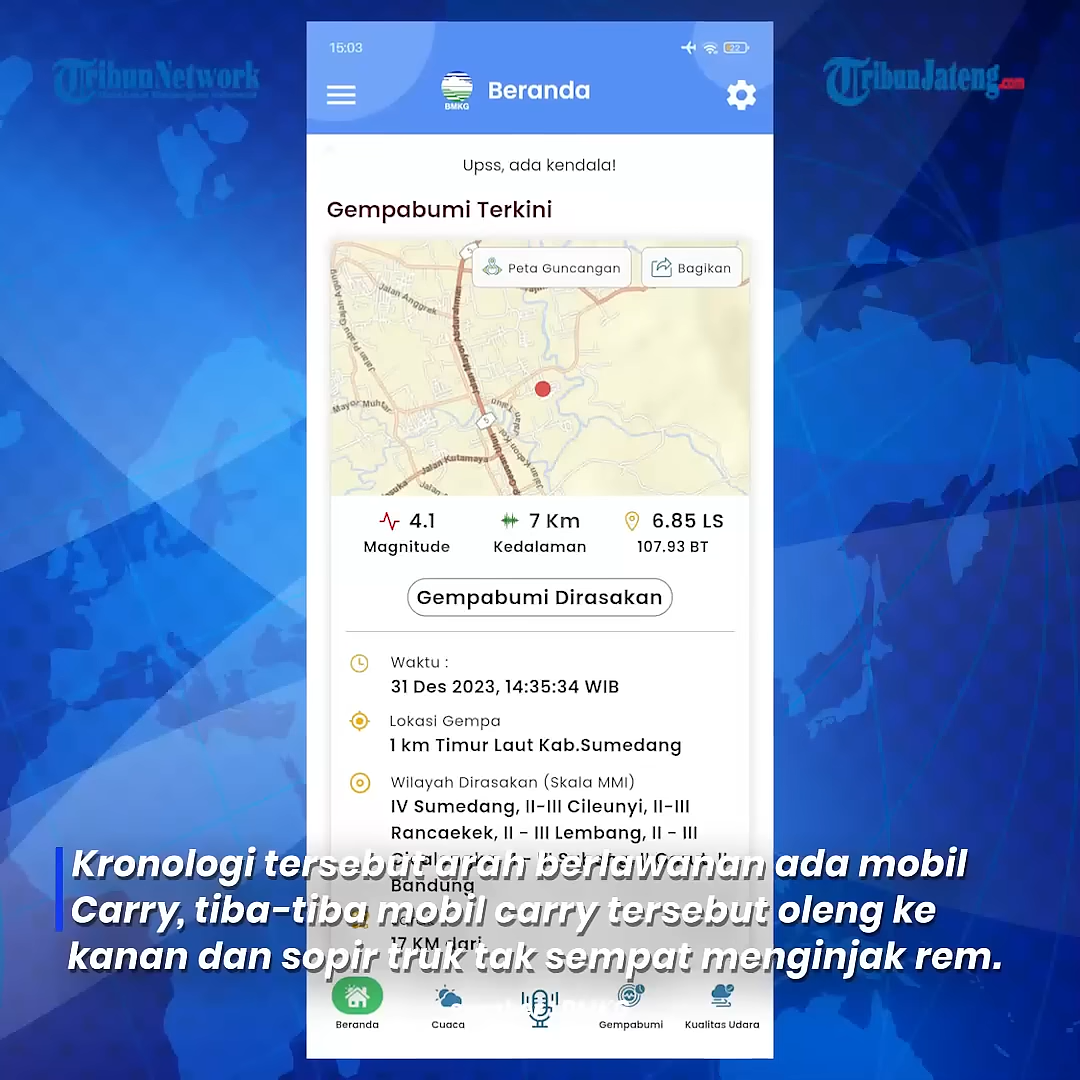 15:03
22
TribunNetwork
TribunJateng.com
BMKG
Beranda
Upss, ada kendala!
Gempabumi Terkini
Peta Guncangan
Bagikan
Jalan Anggrek
Mayor Muhtar
Jalan Kutamaya
Jalan
4.1
Magnitude
7 Km
Kedalaman
6.85 LS
107.93 BT
Gempabumi Dirasakan
Waktu :
31 Des 2023, 14:35:34 WIB
Lokasi Gempa
1 km Timur Laut Kab.Sumedang
Wilayah Dirasakan (Skala MMI)
IV Sumedang, II-III Cileunyi, II-III
Rancaekek, II - III Lembang, II - III
Bandung
17 KM dari
Kronologi tersebut arah berlawanan ada mobil
Carry, tiba-tiba mobil carry tersebut oleng ke
kanan dan sopir truk tak sempat menginjak rem.
Beranda
Cuaca
Gempabumi
Kualitas Udara